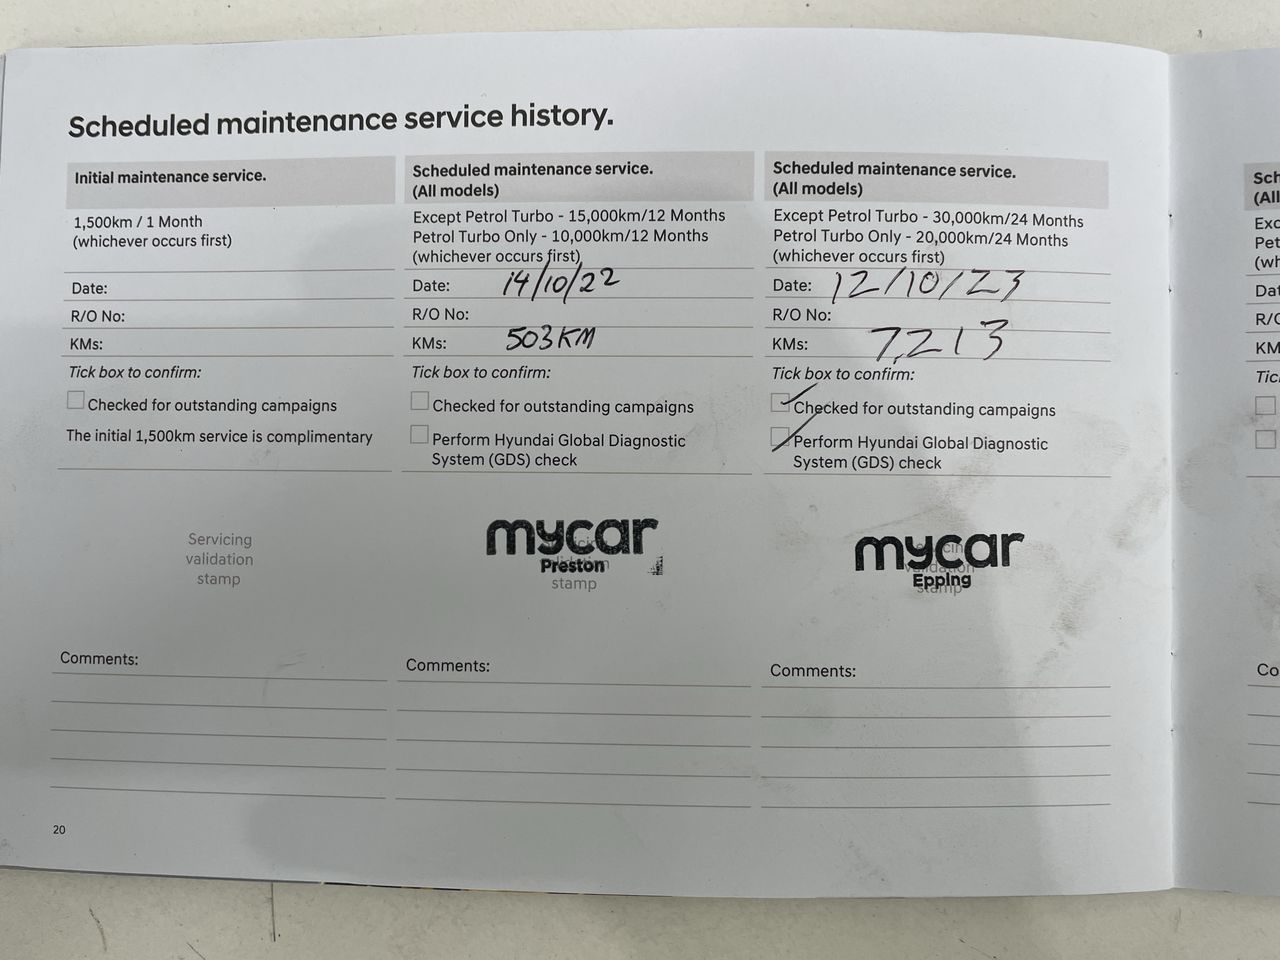 Scheduled maintenance service history.
Initial maintenance service.
1,500km / 1 Month
(whichever occurs first)
Date:
R/O No:
KMs:
Tick box to confirm:
Checked for outstanding campaigns
The initial 1,500km service is complimentary
Servicing
validation
stamp
Comments:
Scheduled maintenance service.
(All models)
Except Petrol Turbo - 15,000km/12 Months
Petrol Turbo Only - 10,000km/12 Months
(whichever occurs first)
Date: 14/10/22
R/O No:
KMs: 503KM
Tick box to confirm:
Checked for outstanding campaigns
Perform Hyundai Global Diagnostic
System (GDS) check
mycar
Preston
stamp
Comments:
Scheduled maintenance service.
(All models)
Except Petrol Turbo - 30,000km/24 Months
Petrol Turbo Only - 20,000km/24 Months
(whichever occurs first)
Date: 12/10/23
R/O No:
KMs: 7,213
Tick box to confirm:
Checked for outstanding campaigns
Perform Hyundai Global Diagnostic
System (GDS) check
mycar
Epping
stamp
Comments:
20